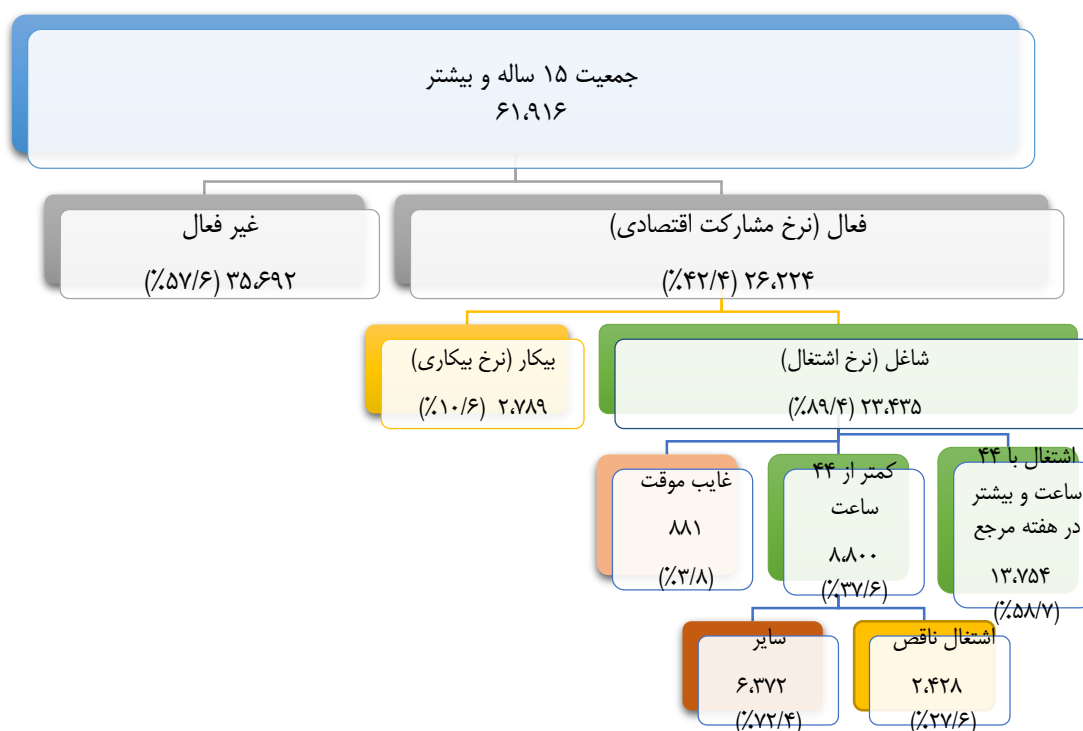 جمعیت ۱۵ ساله و بیشتر
۶۱،۹۱۶
فعال (نرخ مشارکت اقتصادی)
۲۶،۲۲۴ (۴۲/۴٪)
غیر فعال
۳۵،۶۹۲ (۵۷/۶٪)
شاغل (نرخ اشتغال)
۲۳،۴۳۵ (۸۹/۴٪)
بیکار (نرخ بیکاری)
۲،۷۸۹ (۱۰/۶٪)
اشتغال با ۴۴
ساعت و بیشتر
در هفته مرجع
۱۳،۷۵۴
(۵۸/۷٪)
کمتر از ۴۴
ساعت
۸،۸۰۰
(۳۷/۶٪)
غایب موقت
۸۸۱
(۳/۸٪)
اشتغال ناقص
۲،۴۲۸
(۲۷/۶٪)
سایر
۶،۳۷۲
(۷۲/۴٪)